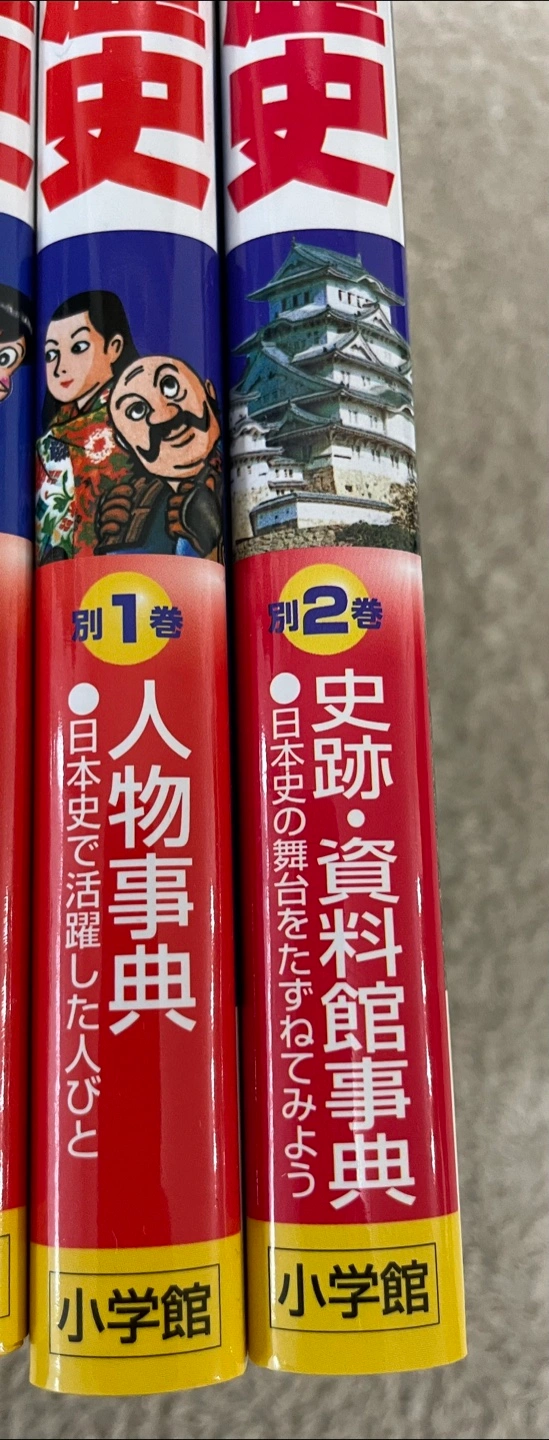 史
別1巻
人物事典
●日本史で活躍した人びと
小学館
史
別2巻
史跡・資料館事典
●日本史の舞台をたずねてみよう
小学館